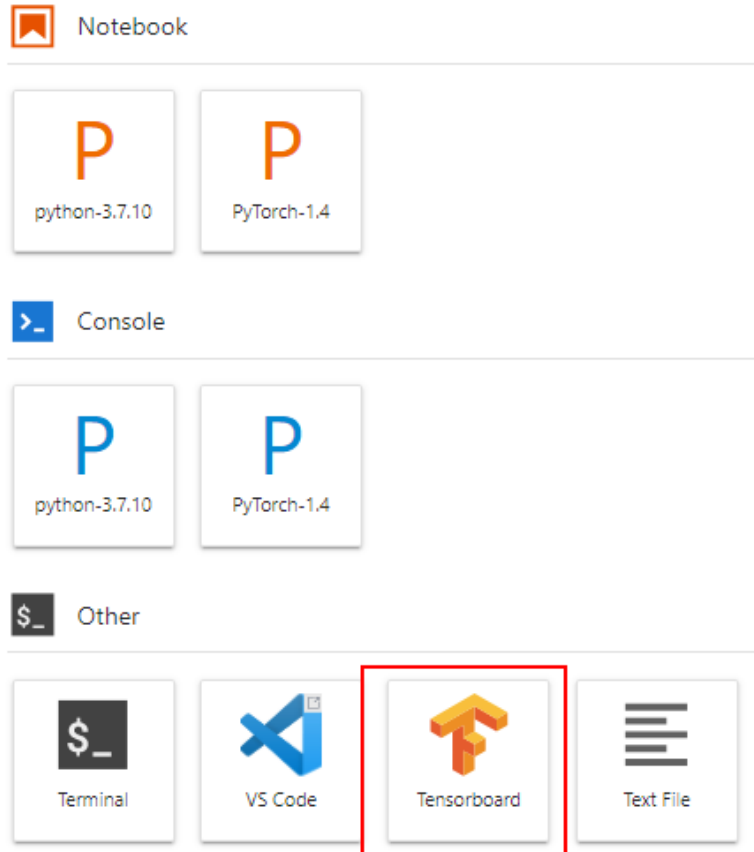 Notebook
P
P
python-3.7.10
PyTorch-1.4
>_
Console
P
P
python-3.7.10
PyTorch-1.4
$_
Other
$_
Terminal
VS Code
Tensorboard
Text File